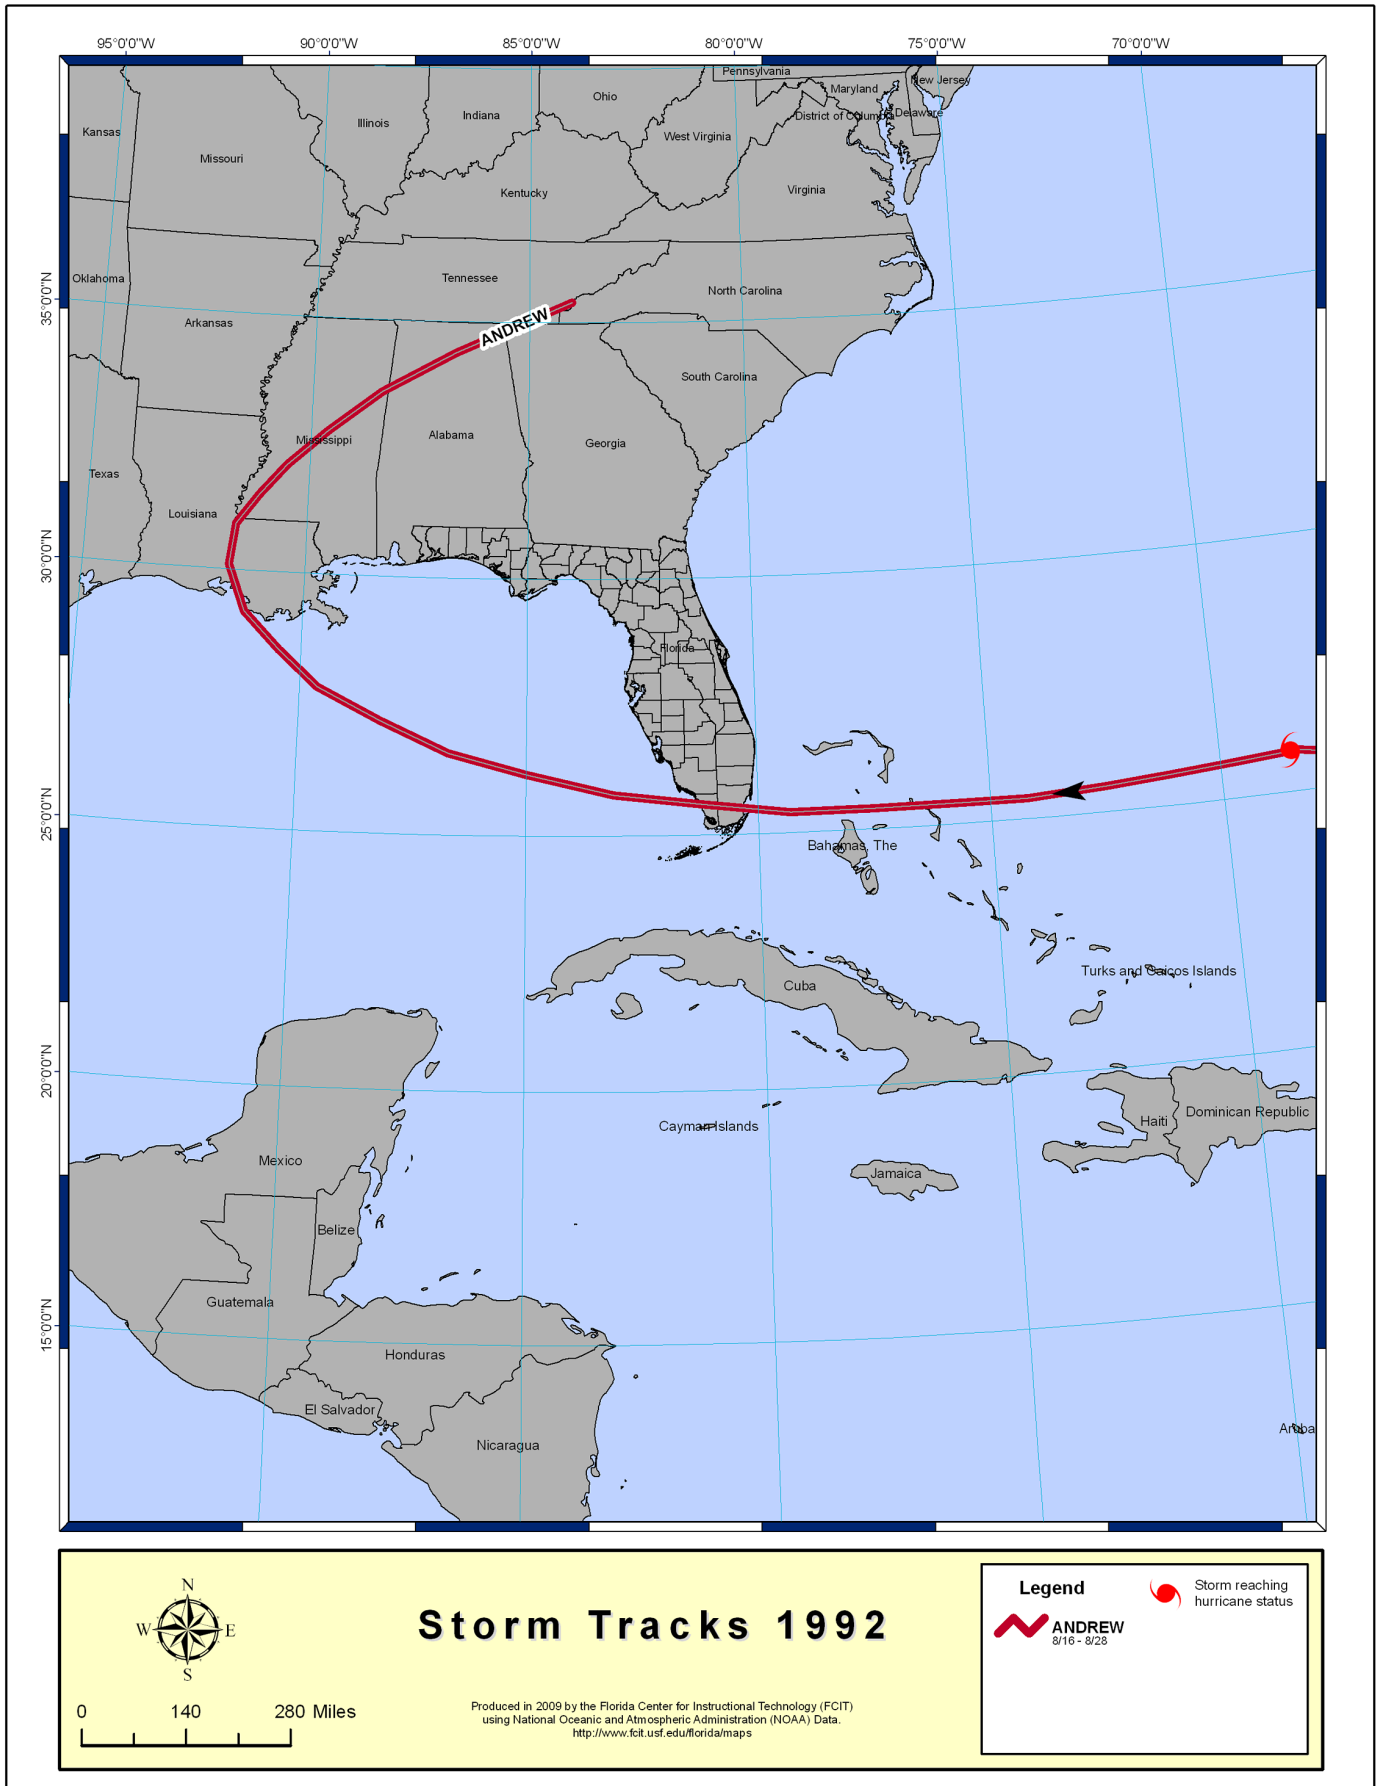 95°0'0"W 90°0'0"W 85°0'0"W 80°0'0"W 75°0'0"W 70°0'0"W
Pennsylvania
New Jersey
Maryland
Ohio
Delaware
District of Columbia
Indiana
Illinois
Kansas
West Virginia
Missouri
Virginia
Kentucky
Oklahoma
Tennessee
North Carolina
35°0'0"N
Arkansas
ANDREW
South Carolina
Mississippi
Alabama
Georgia
Texas
Louisiana
30°0'0"N
Florida
25°0'0"N
Bahamas, The
Turks and Caicos Islands
Cuba
20°0'0"N
Dominican Republic
Haiti
Cayman Islands
Mexico
Jamaica
Belize
Guatemala
15°0'0"N
Honduras
El Salvador
Aruba
Nicaragua
N
W E
S
0 140 280 Miles
Storm Tracks 1992
Produced in 2009 by the Florida Center for Instructional Technology (FCIT)
using National Oceanic and Atmospheric Administration (NOAA) Data.
http://www.fcit.usf.edu/florida/maps
Legend
Storm reaching
hurricane status
ANDREW
8/16 - 8/28